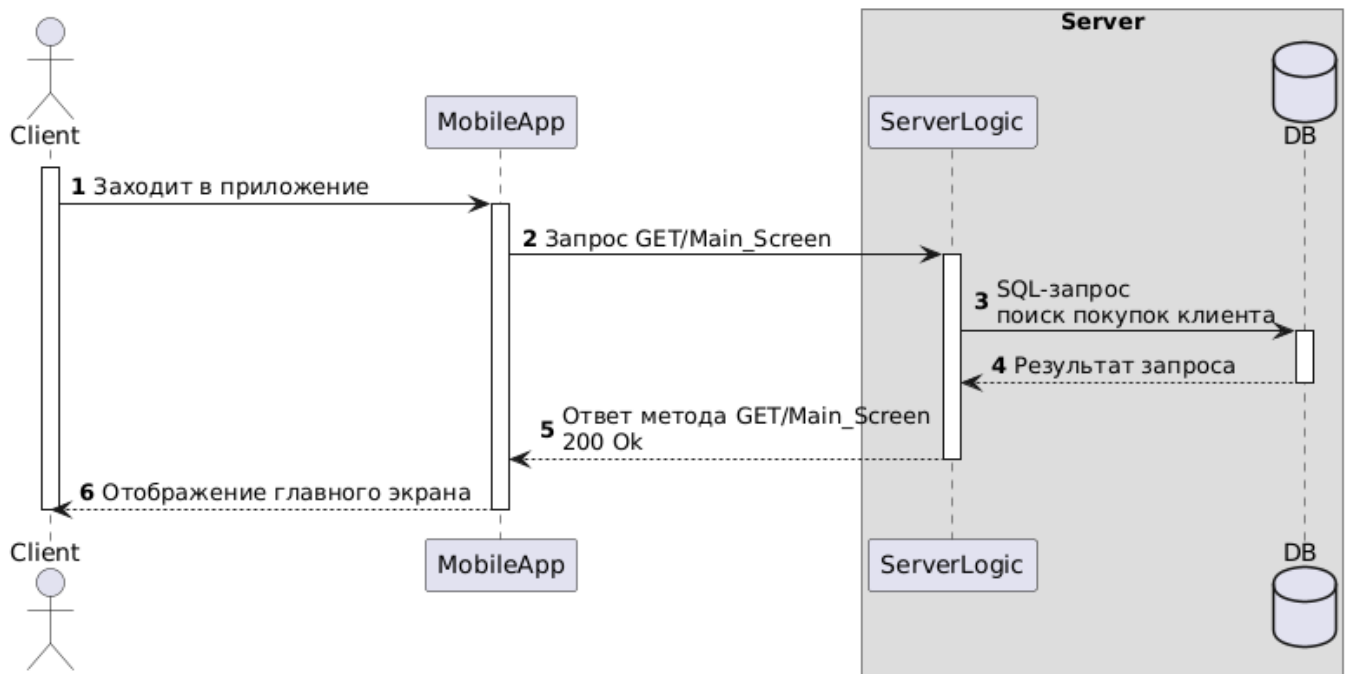 Server
Client
MobileApp
ServerLogic
DB
1 Заходит в приложение
2 Запрос GET/Main_Screen
3 SQL-запрос
поиск покупок клиента
4 Результат запроса
5 Ответ метода GET/Main_Screen
200 Ok
6 Отображение главного экрана
Client
MobileApp
ServerLogic
DB